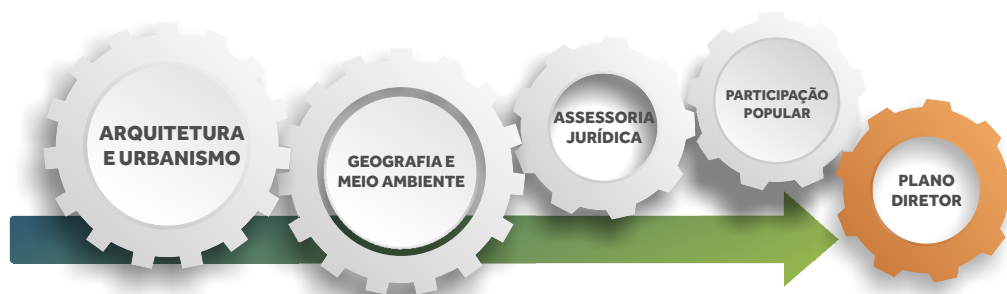 ARQUITETURA
E URBANISMO
GEOGRAFIA E
MEIO AMBIENTE
ASSESSORIA
JURÍDICA
PARTICIPAÇÃO
POPULAR
PLANO
DIRETOR